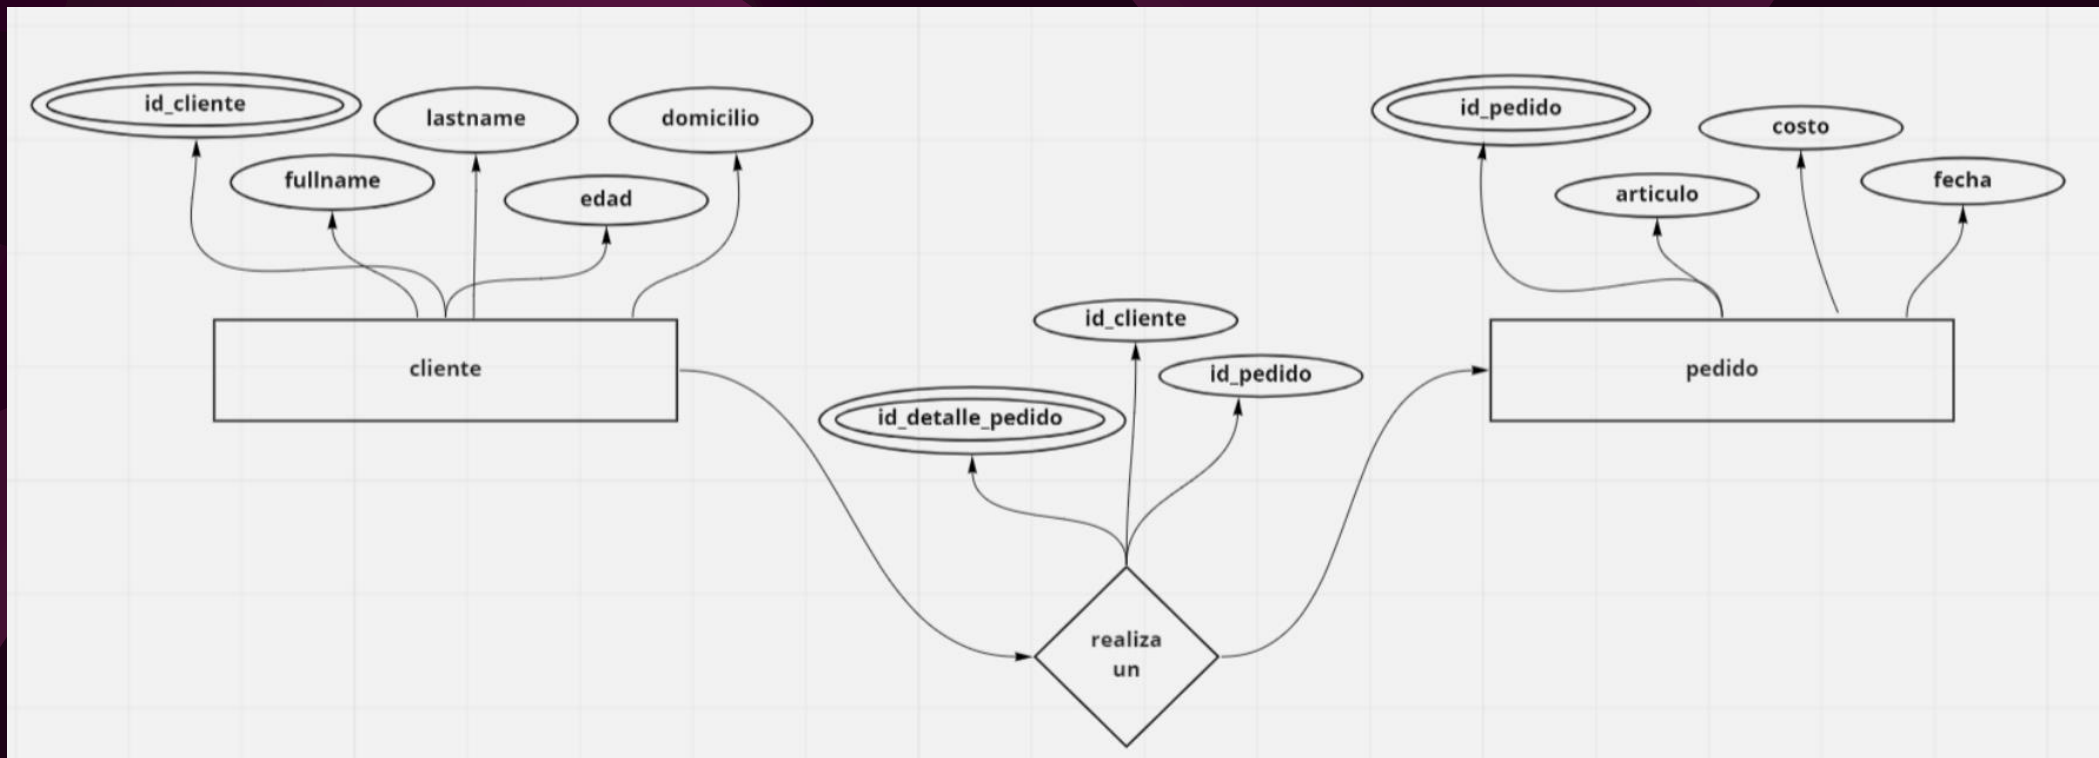 id_cliente
lastname
domicilio
fullname
edad
cliente
id_cliente
id_pedido
id_detalle_pedido
realiza
un
id_pedido
costo
articulo
fecha
pedido